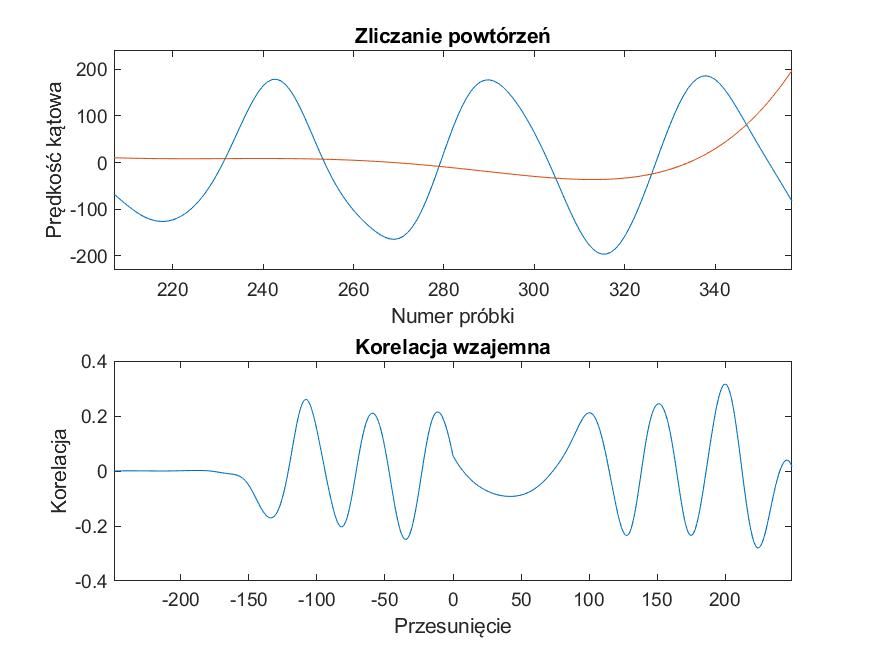 Zliczanie powtórzeń
200
100
0
-100
-200
Prędkość kątowa
220 240 260 280 300 320 340
Numer próbki
Korelacja wzajemna
0.4
0.2
0
-0.2
-0.4
Korelacja
-200 -150 -100 -50 0 50 100 150 200
Przesunięcie